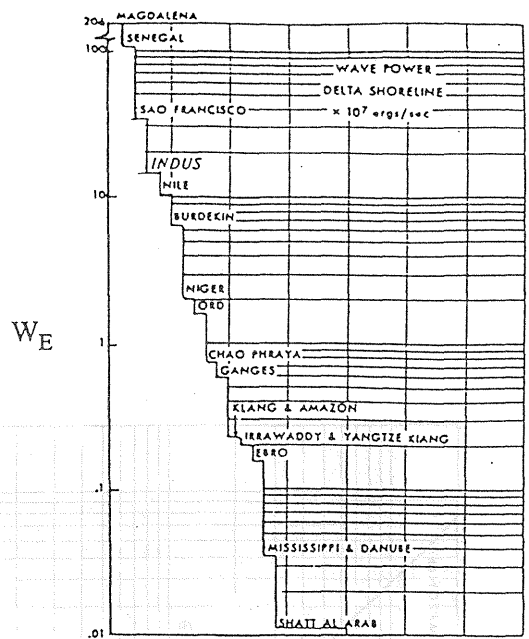 MAGDALENA
206
SENEGAL
100
WAVE POWER
DELTA SHORELINE
SAO FRANCISCO
× 10⁷ ergs/sec
INDUS
NILE
10
BURDEKIN
NIGER
ORD
W_E
1
CHAO PHRAYA
GANGES
KLANG & AMAZON
IRRAWADDY & YANGTZE KIANG
EBRO
.1
MISSISSIPPI & DANUBE
SHATT AL ARAB
.01